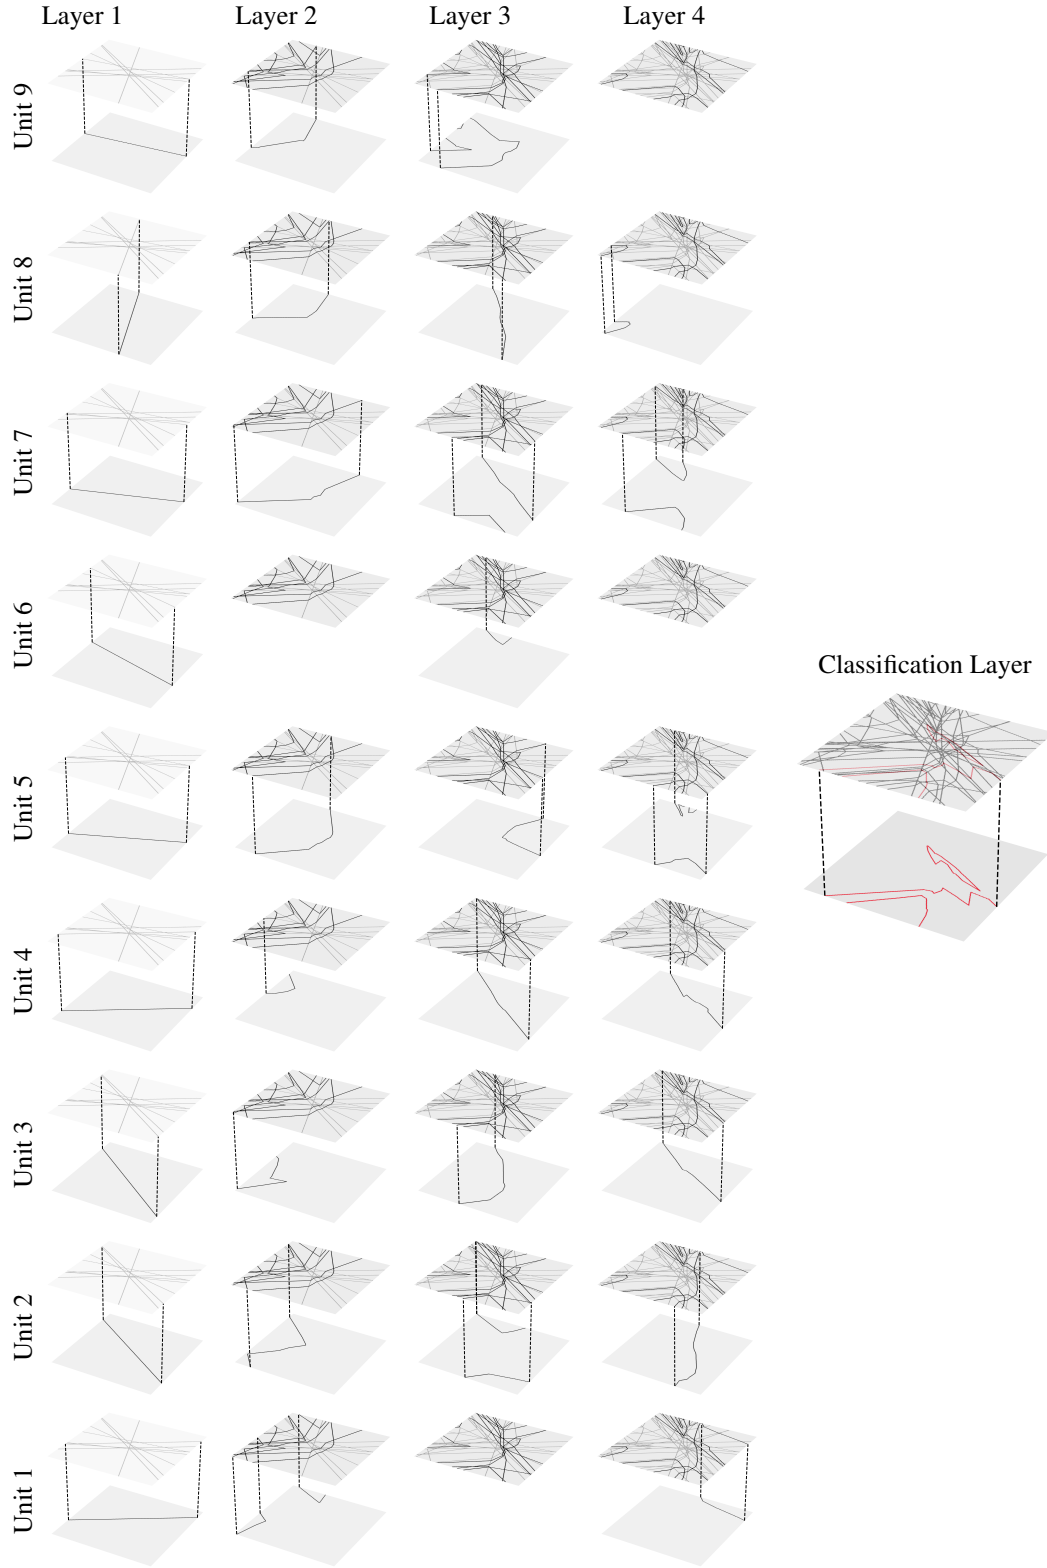 Layer 1 Layer 2 Layer 3 Layer 4
Unit 9
Unit 8
Unit 7
Unit 6
Classification Layer
Unit 5
Unit 4
Unit 3
Unit 2
Unit 1